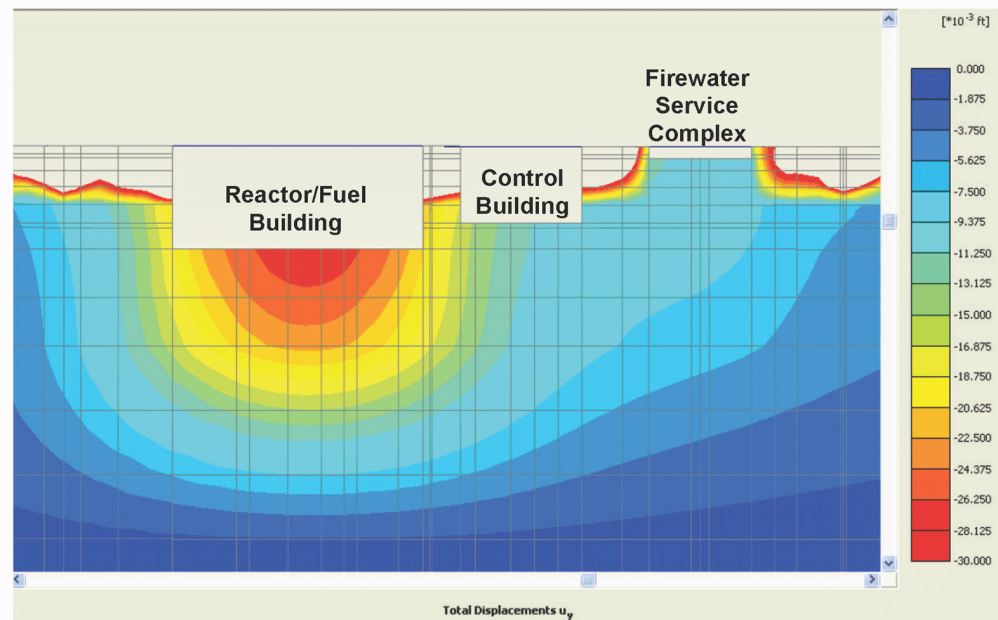 [*10⁻³ ft]
0.000
-1.875
-3.750
-5.625
-7.500
-9.375
-11.250
-13.125
-15.000
-16.875
-18.750
-20.625
-22.500
-24.375
-26.250
-28.125
-30.000
Firewater
Service
Complex
Reactor/Fuel
Building
Control
Building
Total Displacements uy